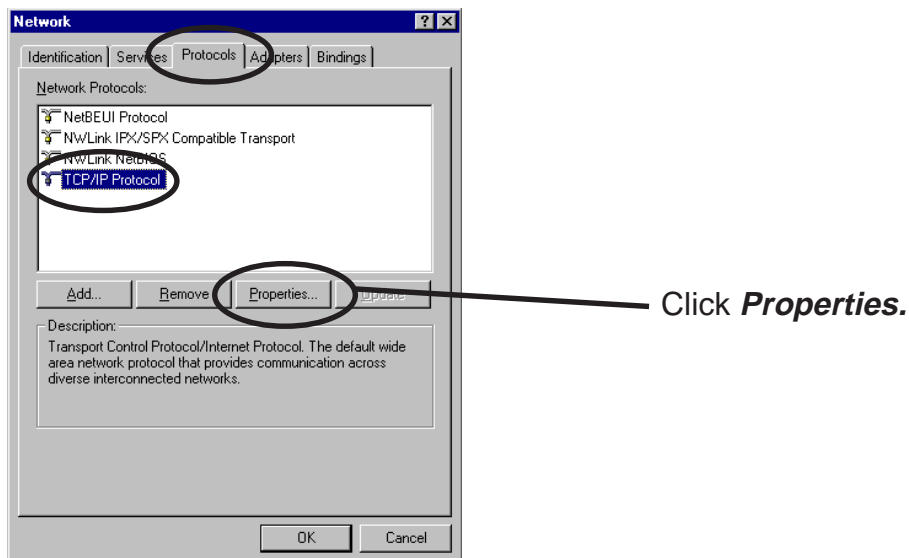 Network
Identification Services Protocols Adapters Bindings
Network Protocols:
NetBEUI Protocol
NWLink IPX/SPX Compatible Transport
NWLink NetBIOS
TCP/IP Protocol
Add... Remove Properties... Update
Click Properties.
Description:
Transport Control Protocol/Internet Protocol. The default wide
area network protocol that provides communication across
diverse interconnected networks.
OK Cancel